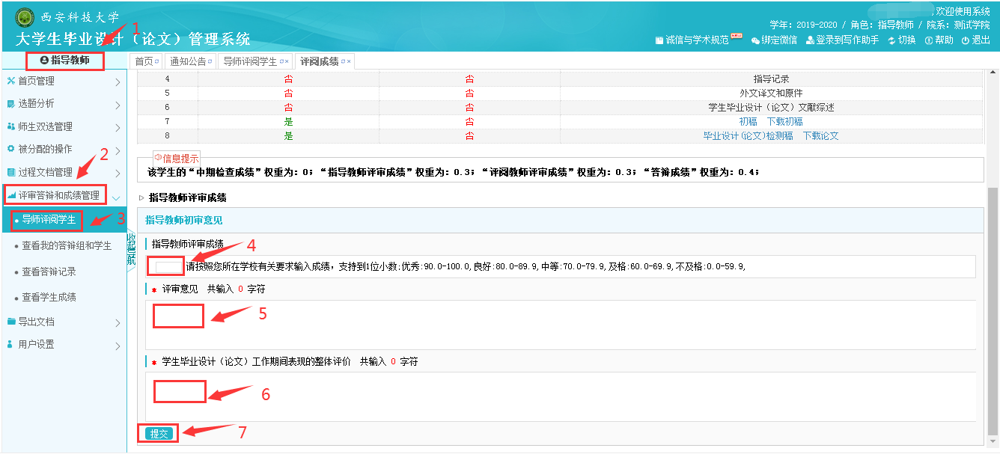 西安科技大学
大学生毕业设计（论文）管理系统
,欢迎使用系统
学年：2019-2020 / 角色：指导教师 / 院系：测试学院
诚信与学术规范 绑定微信 登录到写作助手 切换 帮助 退出
1
指导教师
首页 通知公告 导师评阅学生 评阅成绩
首页管理
选题分析
师生双选管理
被分配的操作
2
过程文档管理
评审答辩和成绩管理
导师评阅学生
3
查看我的答辩组和学生
查看答辩记录
查看学生成绩
导出文档
用户设置
收起导航
4 否 否 指导记录
5 否 否 外文译文和原件
6 否 否 学生毕业设计（论文）文献综述
7 是 否 初稿 下载初稿
8 是 否 毕业设计(论文)检测稿 下载论文
信息提示
该学生的“中期检查成绩”权重为：0；“指导教师评审成绩”权重为：0.3；“评阅教师评审成绩”权重为：0.3；“答辩成绩”权重为：0.4；
指导教师评审成绩
指导教师初审意见
指导教师评审成绩
4
请按照您所在学校有关要求输入成绩，支持到1位小数;优秀:90.0-100.0,良好:80.0-89.9,中等:70.0-79.9,及格:60.0-69.9,不及格:0.0-59.9,
* 评审意见 共输入 0 字符
5
* 学生毕业设计（论文）工作期间表现的整体评价 共输入 0 字符
6
提交
7